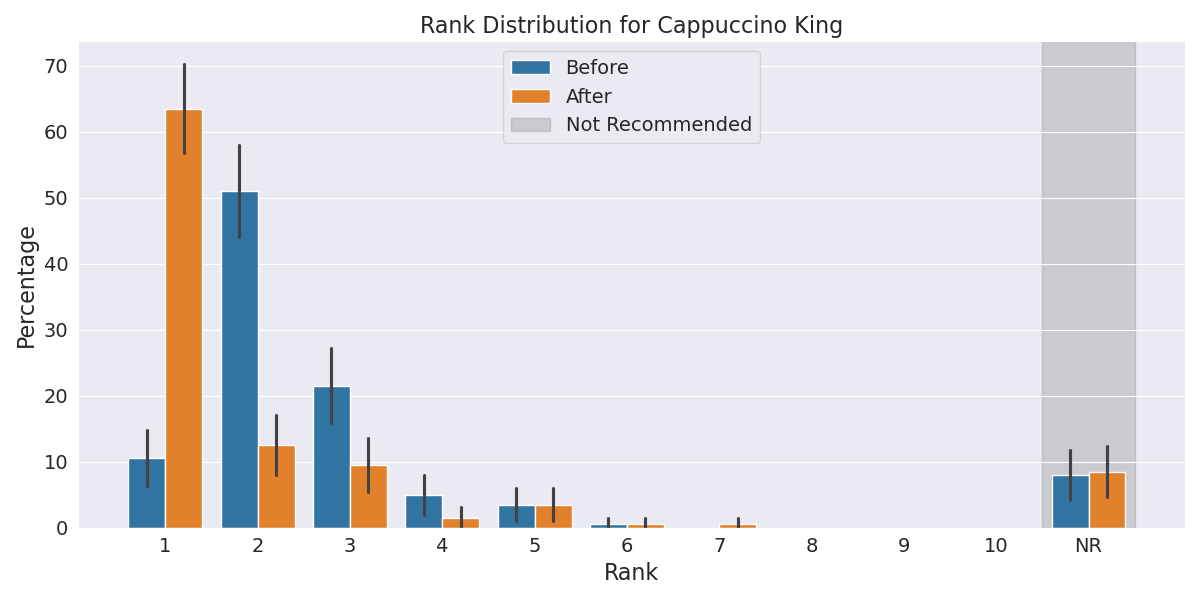 Rank Distribution for Cappuccino King
Before
After
Not Recommended
Percentage
70
60
50
40
30
20
10
0
1 2 3 4 5 6 7 8 9 10 NR
Rank